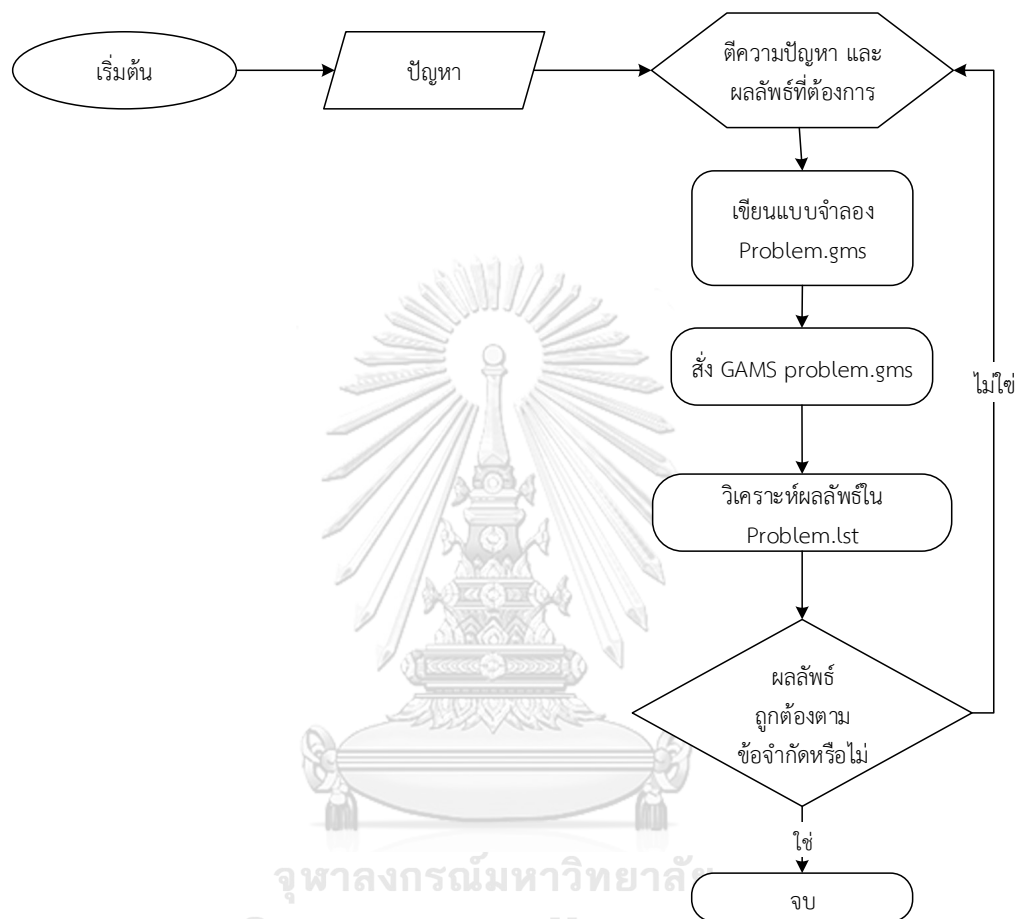 เริ่มต้น
ปัญหา
ตีความปัญหา และ
ผลลัพธ์ที่ต้องการ
เขียนแบบจำลอง
Problem.gms
สั่ง GAMS problem.gms
ไม่ใช่
วิเคราะห์ผลลัพธ์ใน
Problem.lst
ผลลัพธ์
ถูกต้องตาม
ข้อจำกัดหรือไม่
ใช่
จุฬาลงกรณ์มหาวิทยาลัย
จบ